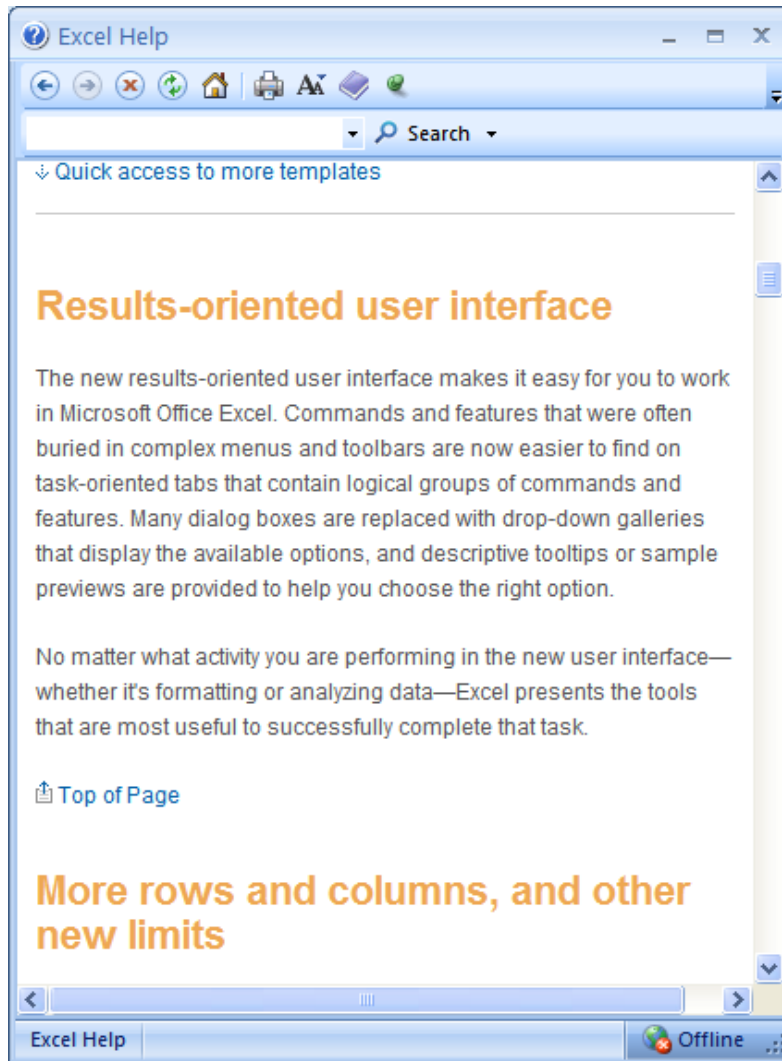 Excel Help
Search
Quick access to more templates
Results-oriented user interface
The new results-oriented user interface makes it easy for you to work
in Microsoft Office Excel. Commands and features that were often
buried in complex menus and toolbars are now easier to find on
task-oriented tabs that contain logical groups of commands and
features. Many dialog boxes are replaced with drop-down galleries
that display the available options, and descriptive tooltips or sample
previews are provided to help you choose the right option.
No matter what activity you are performing in the new user interface—
whether it's formatting or analyzing data—Excel presents the tools
that are most useful to successfully complete that task.
Top of Page
More rows and columns, and other
new limits
Excel Help
Offline